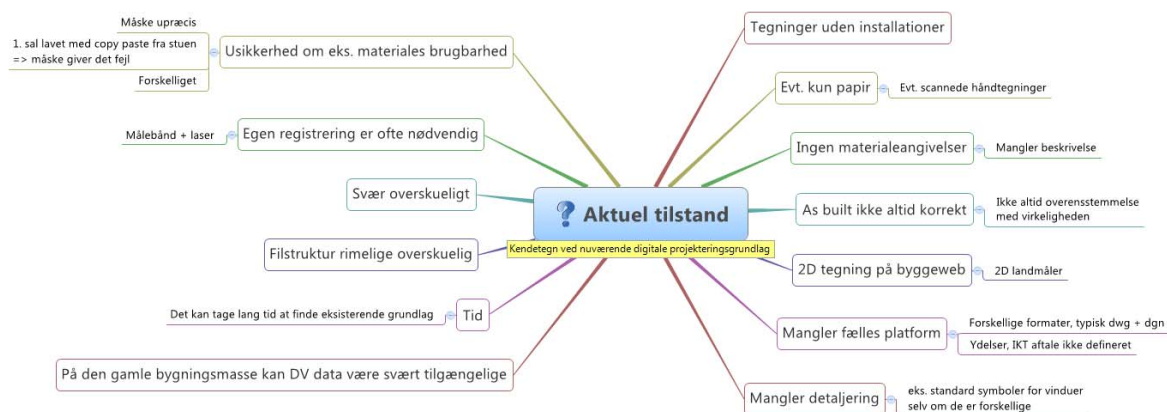 Måske upræcis
1. sal lavet med copy paste fra stuen
=> måske giver det fejl
Forskelliget
Usikkerhed om eks. materiales brugbarhed
Målebånd + laser
Egen registrering er ofte nødvendig
Svær overskueligt
Filstruktur rimelige overskuelig
Det kan tage lang tid at finde eksisterende grundlag
Tid
På den gamle bygningsmasse kan DV data være svært tilgængelige
? Aktuel tilstand
Kendetegn ved nuværende digitale projekteringsgrundlag
Tegninger uden installationer
Evt. kun papir
Evt. scannede håndtegninger
Ingen materialeangivelser
Mangler beskrivelse
As built ikke altid korrekt
Ikke altid overensstemmelse
med virkeligheden
2D tegning på byggeweb
2D landmåler
Mangler fælles platform
Forskellige formater, typisk dwg + dgn
Ydelser, IKT aftale ikke defineret
Mangler detaljering
eks. standard symboler for vinduer
selv om de er forskellige